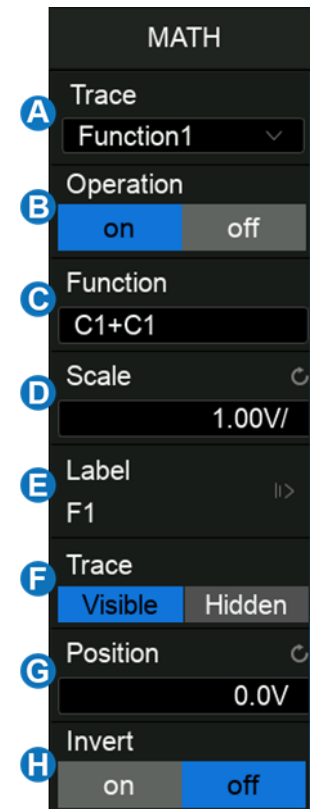 MATH
A
Trace
Function1
B
Operation
on off
C
Function
C1+C1
D
Scale
1.00V/
E
Label
F1
F
Trace
Visible Hidden
G
Position
0.0V
H
Invert
on off